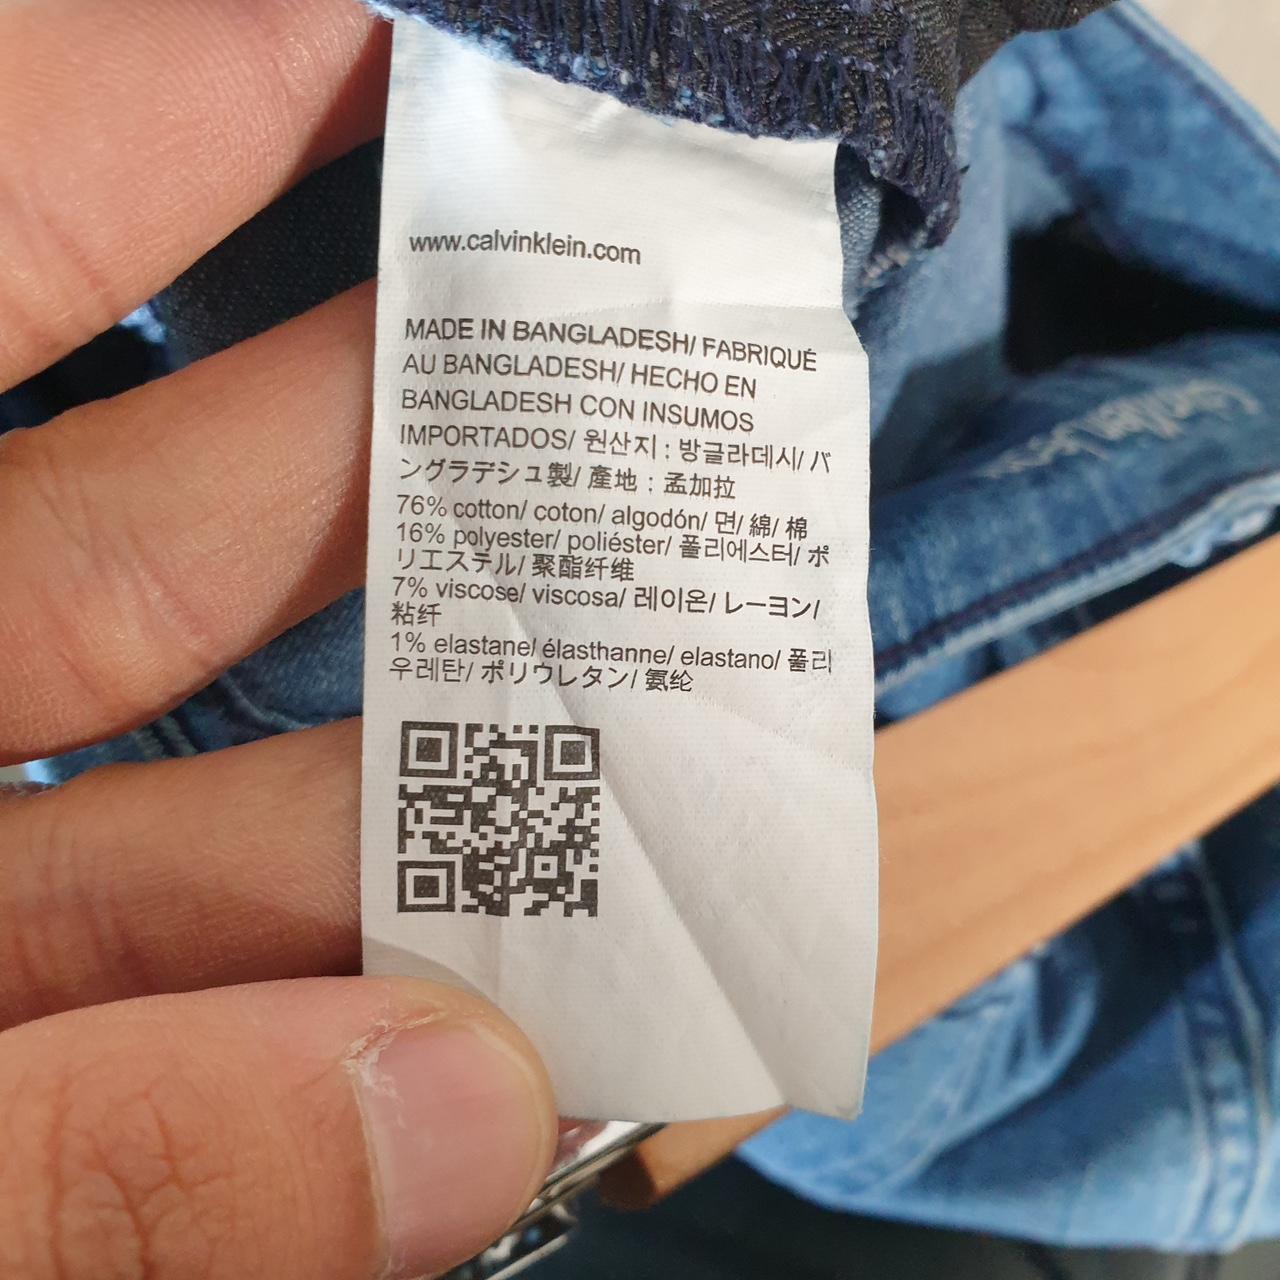 www.calvinklein.com
MADE IN BANGLADESH/ FABRIQUÉ
AU BANGLADESH/ HECHO EN
BANGLADESH CON INSUMOS
IMPORTADOS/ 원산지 : 방글라데시/ バ
ングラデシュ製/ 產地 : 孟加拉
76% cotton/ coton/ algodón/ 면/ 綿/ 棉
16% polyester/ poliéster/ 폴리에스터/ ポ
リエステル/ 聚酯纤维
7% viscose/ viscosa/ 레이온/ レーヨン/
粘纤
1% elastane/ élasthanne/ elastano/ 폴리
우레탄/ ポリウレタン/ 氨纶
Calvin Klein Jeans